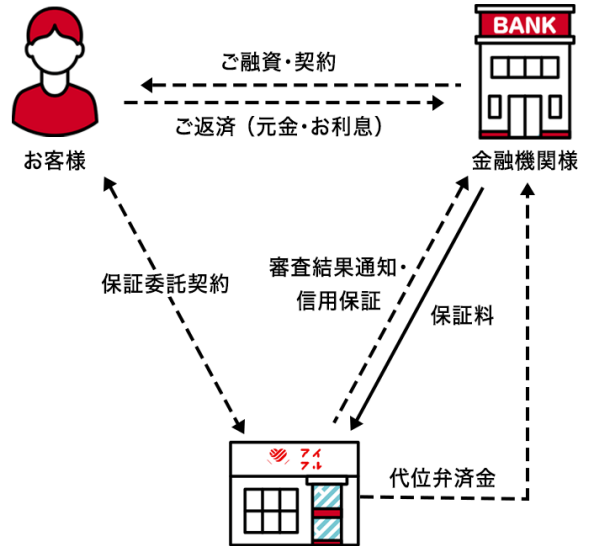 BANK
ご融資・契約
ご返済（元金・お利息）
お客様
金融機関様
保証委託契約
審査結果通知・
信用保証
保証料
アイ
フル
代位弁済金